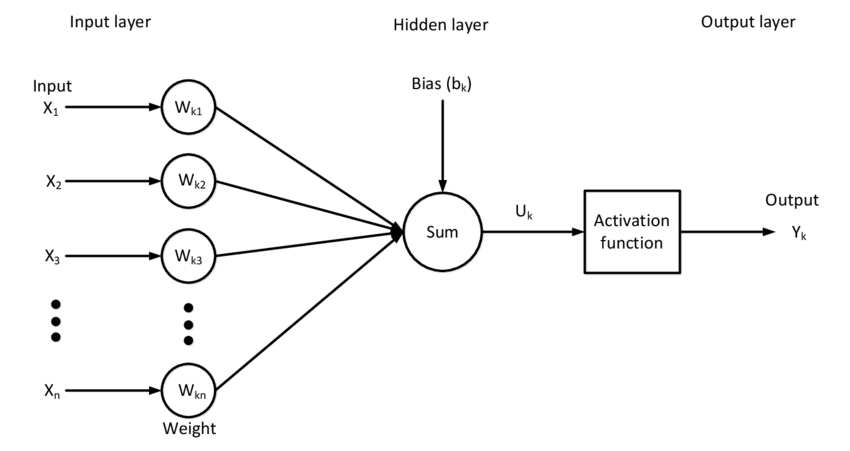 Input layer
Hidden layer
Output layer
Input
X₁
Wₖ₁
Bias (bₖ)
X₂
Wₖ₂
Sum
Uₖ
Activation
function
Output
Yₖ
X₃
Wₖ₃
Xₙ
Wₖₙ
Weight